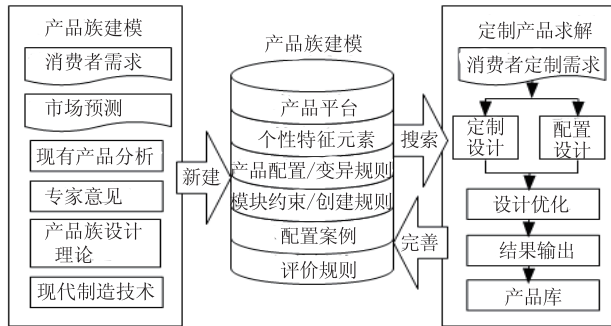 产品族建模
消费者需求
市场预测
现有产品分析
专家意见
产品族设计
理论
现代制造技术
新建
产品族建模
产品平台
个性特征元素
产品配置/变异规则
模块约束/创建规则
配置案例
评价规则
搜索
完善
定制产品求解
消费者定制需求
定制
设计
配置
设计
设计优化
结果输出
产品库